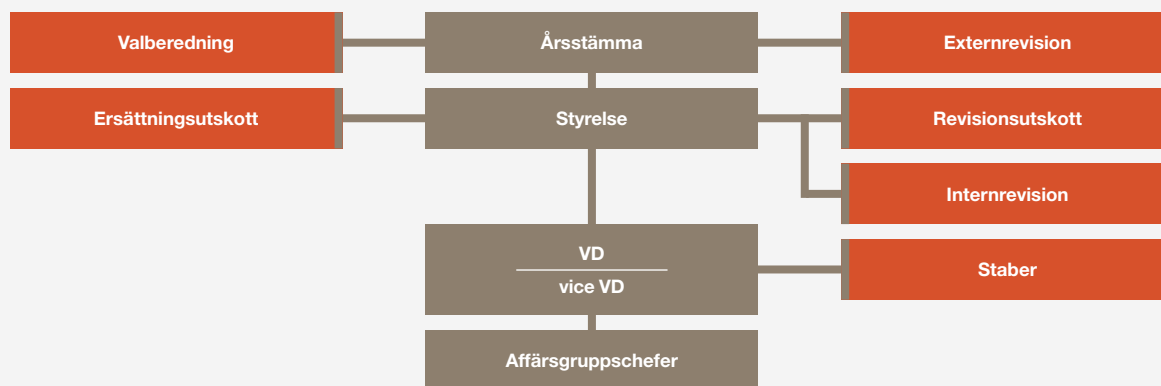 Valberedning
Årsstämma
Externrevision
Ersättningsutskott
Styrelse
Revisionsutskott
Internrevision
VD
vice VD
Staber
Affärsgruppschefer